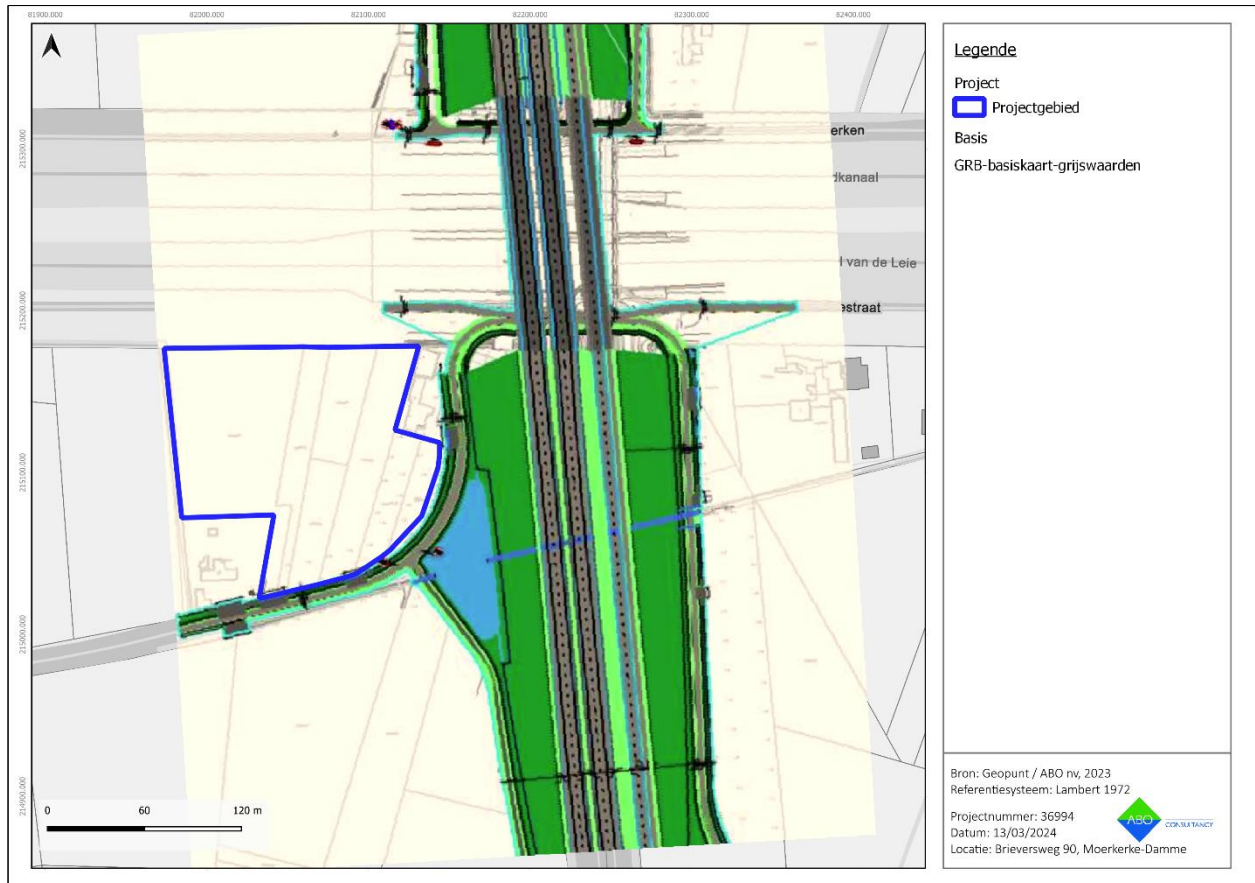 81900.000 82000.000 82100.000 82200.000 82300.000 82400.000
215300.000
215200.000
215100.000
215000.000
214900.000
erken
dkanaal
l van de Leie
estraat
0 60 120 m
Legende
Project
Projectgebied
Basis
GRB-basiskaart-grijswaarden
Bron: Geopunt / ABO nv, 2023
Referentiesysteem: Lambert 1972
Projectnummer: 36994
Datum: 13/03/2024
Locatie: Brieversweg 90, Moerkerke-Damme
ABO CONSULTANCY